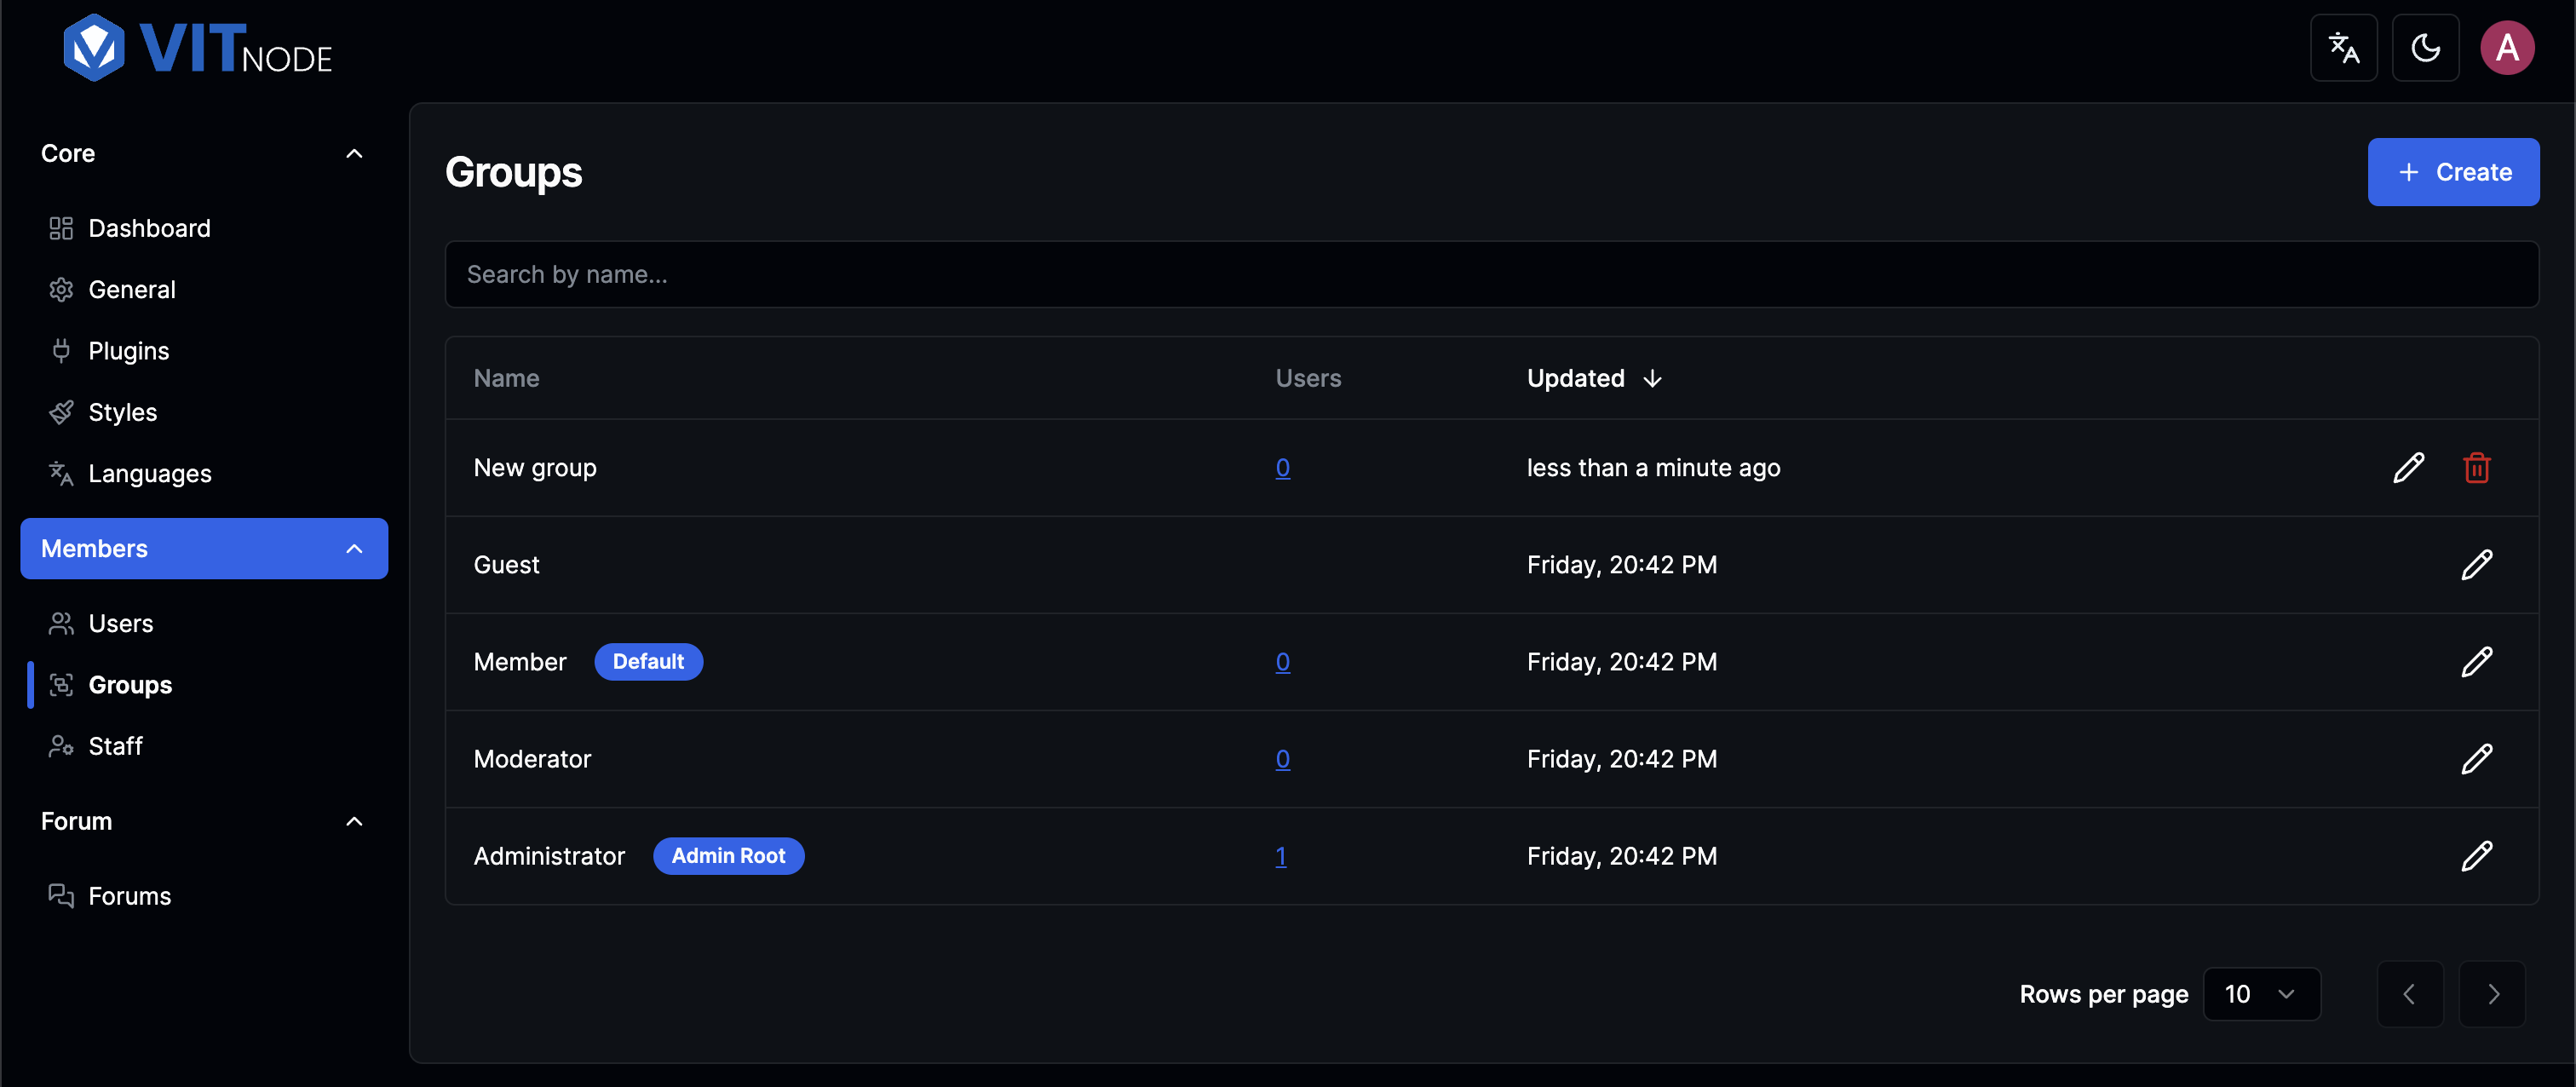 VITNODE
A
Core
Dashboard
General
Plugins
Styles
Languages
Members
Users
Groups
Staff
Forum
Forums
Groups
Create
Search by name...
Name Users Updated
New group 0 less than a minute ago
Guest Friday, 20:42 PM
Member Default 0 Friday, 20:42 PM
Moderator 0 Friday, 20:42 PM
Administrator Admin Root 1 Friday, 20:42 PM
Rows per page 10